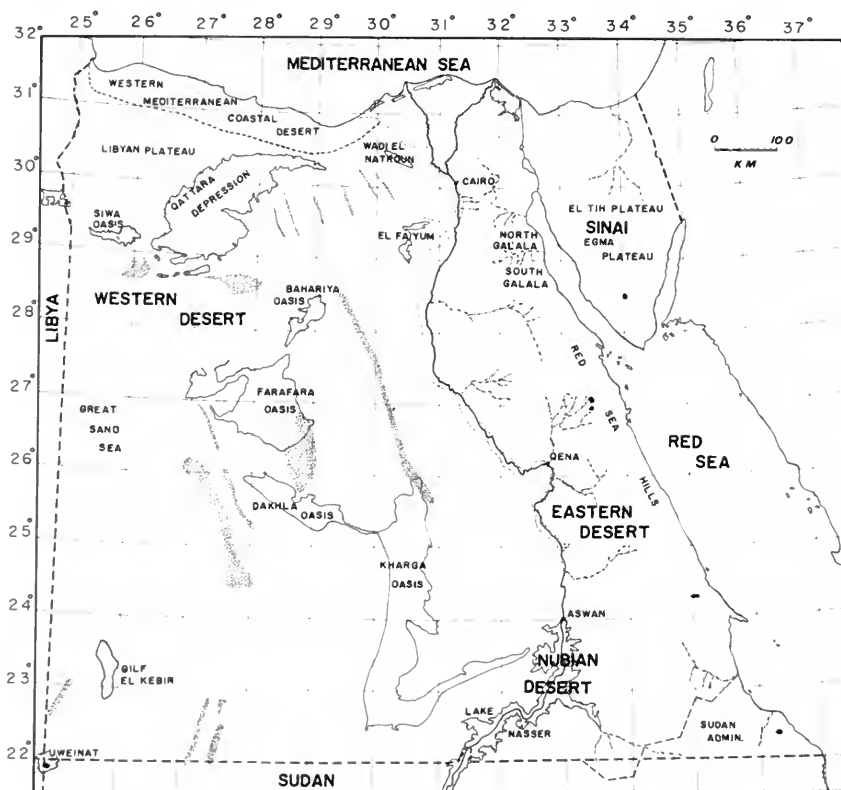 24° 25° 26° 27° 28° 29° 30° 31° 32° 33° 34° 35° 36° 37°
32°
MEDITERRANEAN SEA
WESTERN
31°
MEDITERRANEAN
COASTAL
DESERT
0 100
KM
LIBYAN PLATEAU
WADI EL
NATROUN
30°
CAIRO
QATTARA
DEPRESSION
EL TIH PLATEAU
SIWA
OASIS
SINAI
29°
EL FAIYUM
NORTH
GALALA
EGMA
PLATEAU
SOUTH
GALALA
28°
LIBYA
WESTERN
DESERT
BAHARIYA
OASIS
RED
SEA
HILLS
27°
FARAFARA
OASIS
GREAT
SAND
SEA
RED
SEA
26°
QENA
DAKHLA
OASIS
EASTERN
DESERT
25°
KHARGA
OASIS
24°
ASWAN
23°
GILF
EL KEBIR
NUBIAN
DESERT
LAKE
NASSER
SUDAN
ADMIN.
22°
UWEINAT
SUDAN